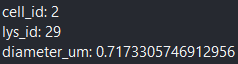 cell_id: 2
lys_id: 29
diameter_um: 0.7173305746912956